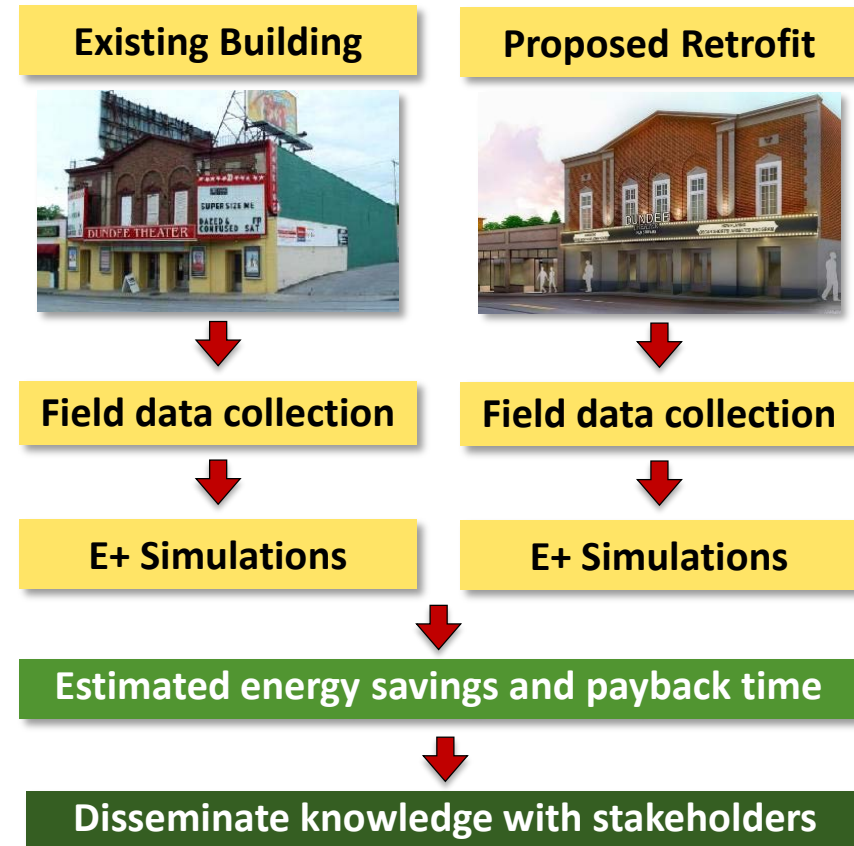 Existing Building
Proposed Retrofit
SUPER SIZE ME
DAZED & FP
CONFUSED SAT
DUNDEE THEATER
DUNDEE
Field data collection
Field data collection
E+ Simulations
E+ Simulations
Estimated energy savings and payback time
Disseminate knowledge with stakeholders